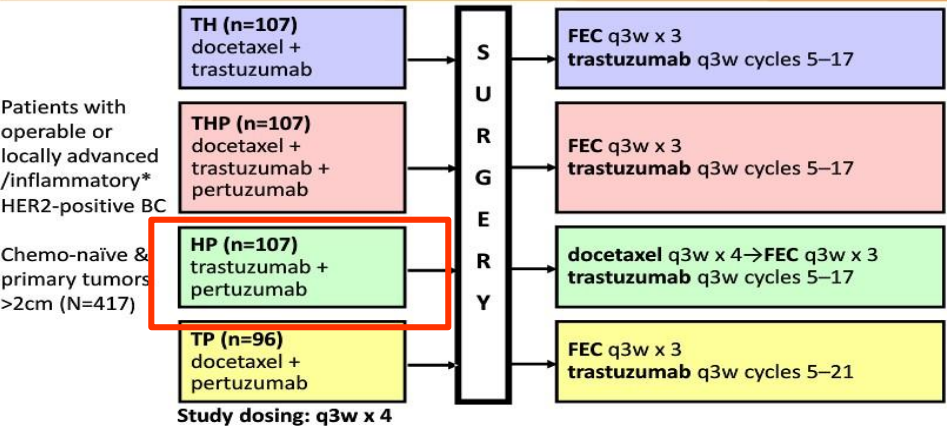 Patients with
operable or
locally advanced
/inflammatory*
HER2-positive BC
Chemo-naïve &
primary tumors
>2cm (N=417)
TH (n=107)
docetaxel +
trastuzumab
THP (n=107)
docetaxel +
trastuzumab +
pertuzumab
HP (n=107)
trastuzumab +
pertuzumab
TP (n=96)
docetaxel +
pertuzumab
Study dosing: q3w x 4
S
U
R
G
E
R
Y
FEC q3w x 3
trastuzumab q3w cycles 5–17
FEC q3w x 3
trastuzumab q3w cycles 5–17
docetaxel q3w x 4→FEC q3w x 3
trastuzumab q3w cycles 5–17
FEC q3w x 3
trastuzumab q3w cycles 5–21